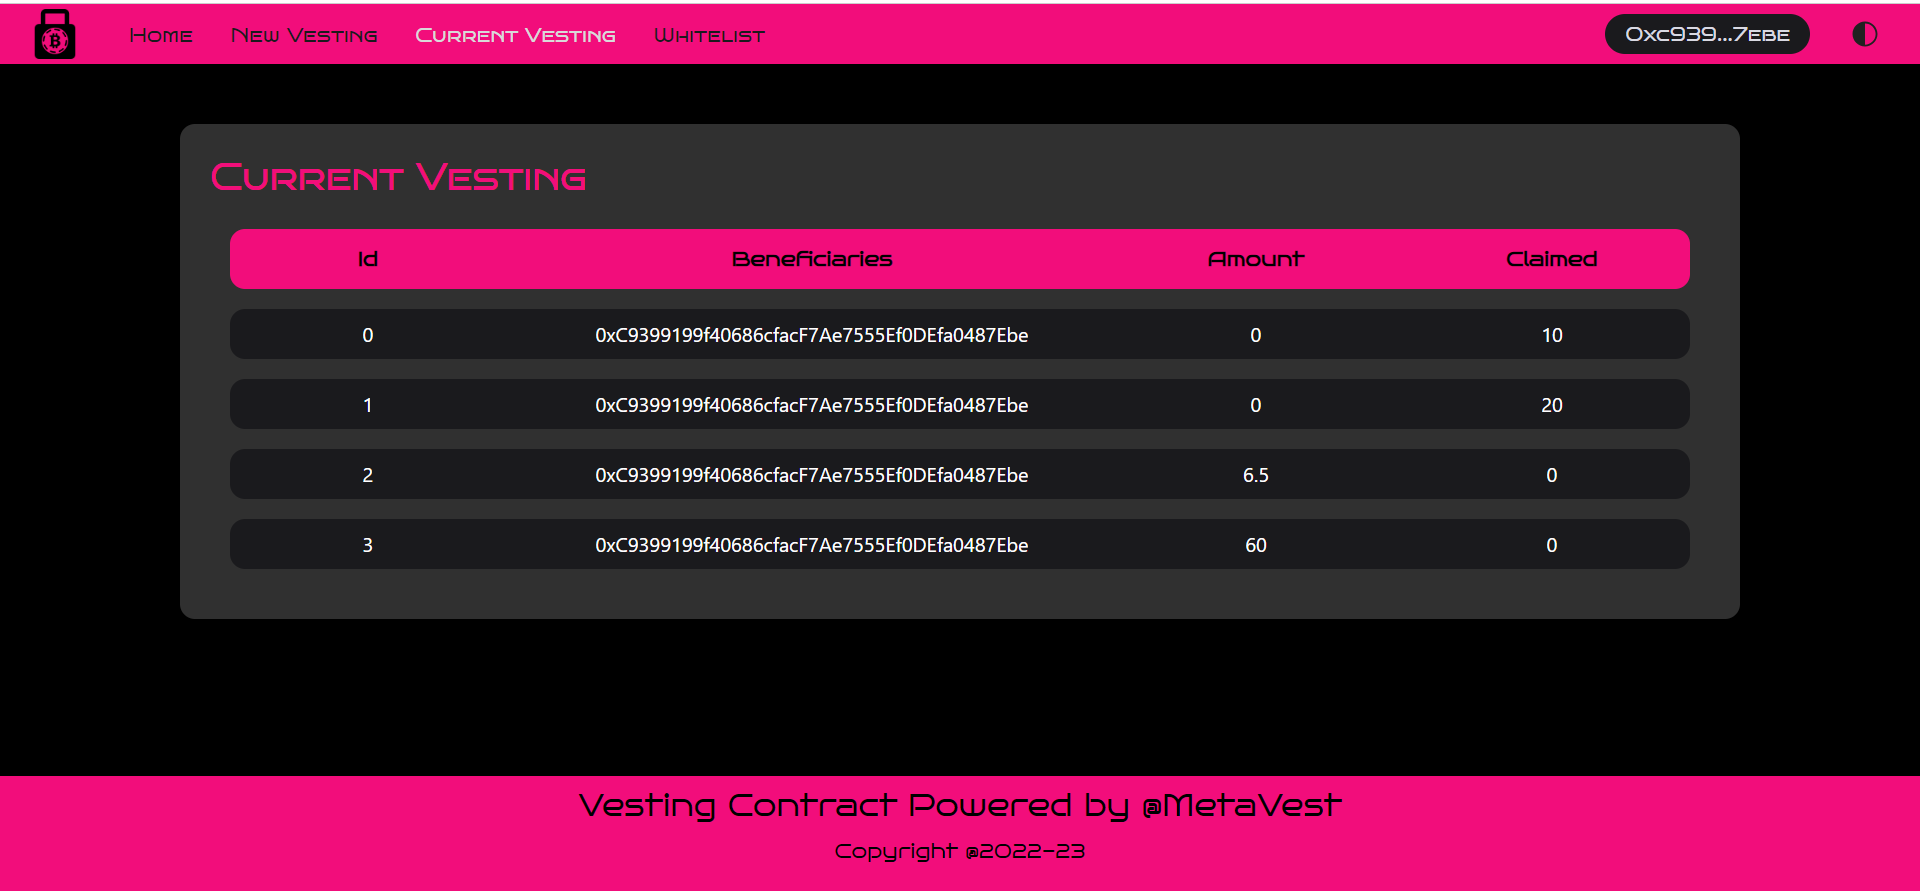 Home New Vesting Current Vesting Whitelist 0xc939...7ebe
Current Vesting
Id Beneficiaries Amount Claimed
0 0xC9399199f40686cfacF7Ae7555Ef0DEfa0487Ebe 0 10
1 0xC9399199f40686cfacF7Ae7555Ef0DEfa0487Ebe 0 20
2 0xC9399199f40686cfacF7Ae7555Ef0DEfa0487Ebe 6.5 0
3 0xC9399199f40686cfacF7Ae7555Ef0DEfa0487Ebe 60 0
Vesting Contract Powered by @MetaVest
Copyright @2022-23